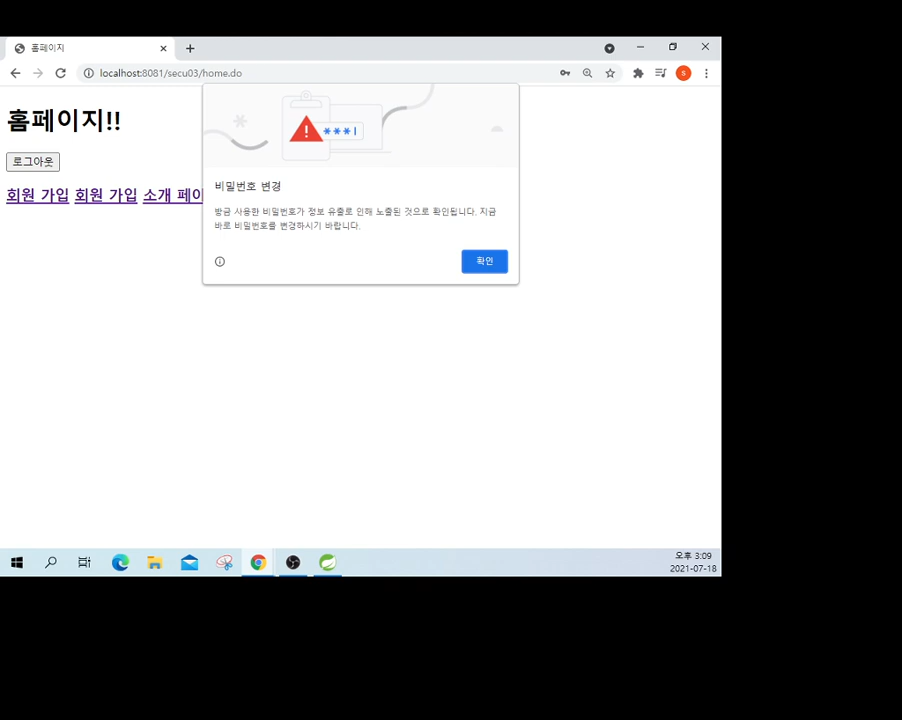 홈페이지
localhost:8081/secu03/home.do
s
홈페이지!!
로그아웃
회원 가입 회원 가입 소개 페이
비밀번호 변경
방금 사용한 비밀번호가 정보 유출로 인해 노출된 것으로 확인됩니다. 지금
바로 비밀번호를 변경하시기 바랍니다.
확인
오후 3:09
2021-07-18